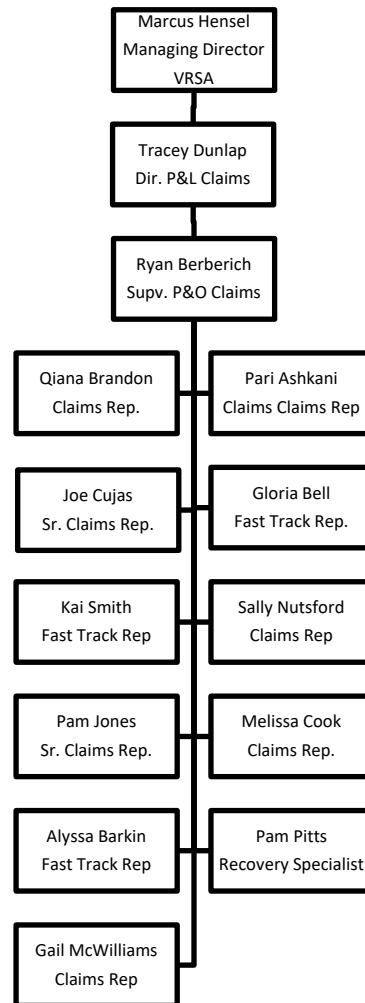 Marcus Hensel
Managing Director
VRSA
Tracey Dunlap
Dir. P&L Claims
Ryan Berberich
Supv. P&O Claims
Qiana Brandon
Claims Rep.
Pari Ashkani
Claims Claims Rep
Joe Cujas
Sr. Claims Rep.
Gloria Bell
Fast Track Rep.
Kai Smith
Fast Track Rep
Sally Nutsford
Claims Rep
Pam Jones
Sr. Claims Rep.
Melissa Cook
Claims Rep.
Alyssa Barkin
Fast Track Rep
Pam Pitts
Recovery Specialist
Gail McWilliams
Claims Rep